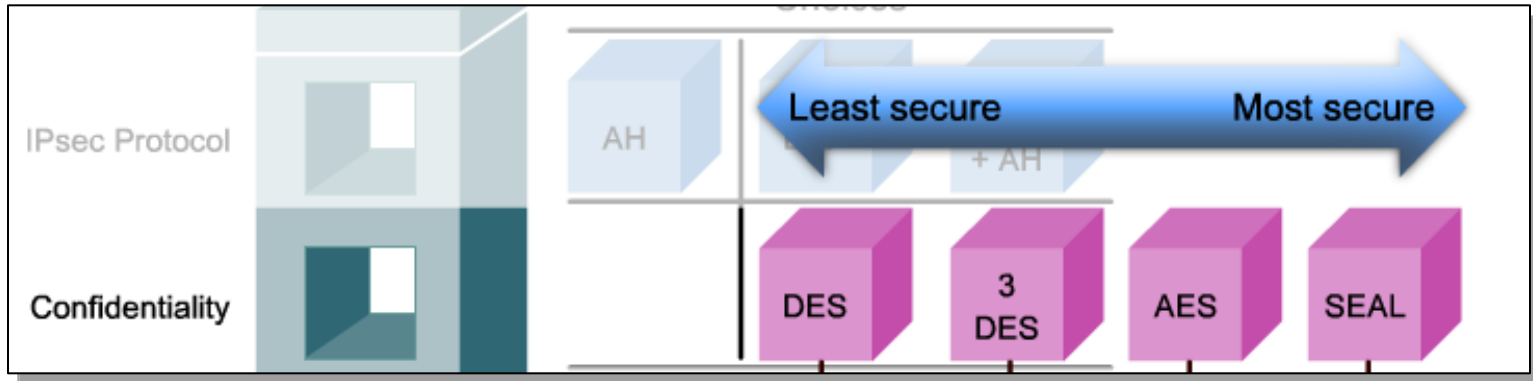 Least secure
Most secure
IPsec Protocol
AH
+ AH
Confidentiality
DES
3
DES
AES
SEAL